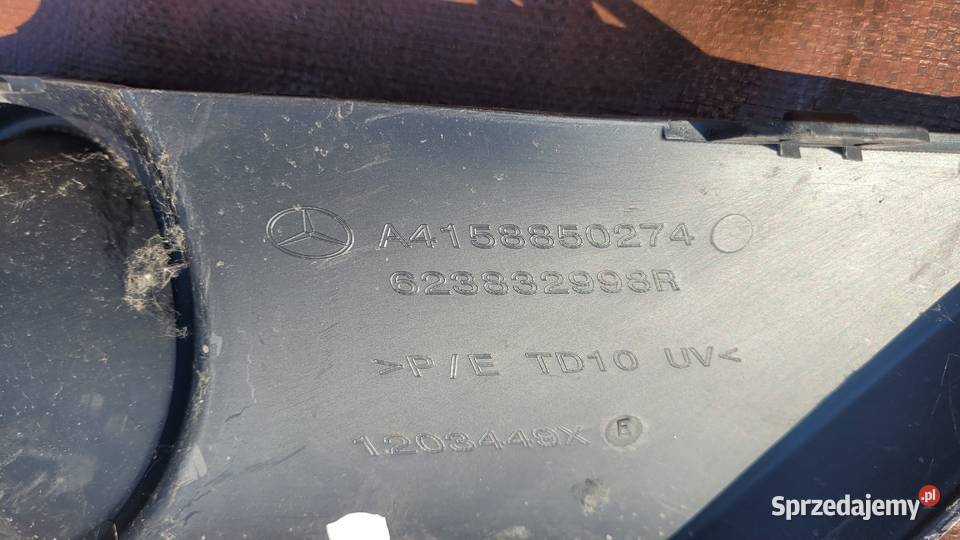 A4158850274
623832998R
>P/E TD10 UV<
1203449X E
Sprzedajemy.pl